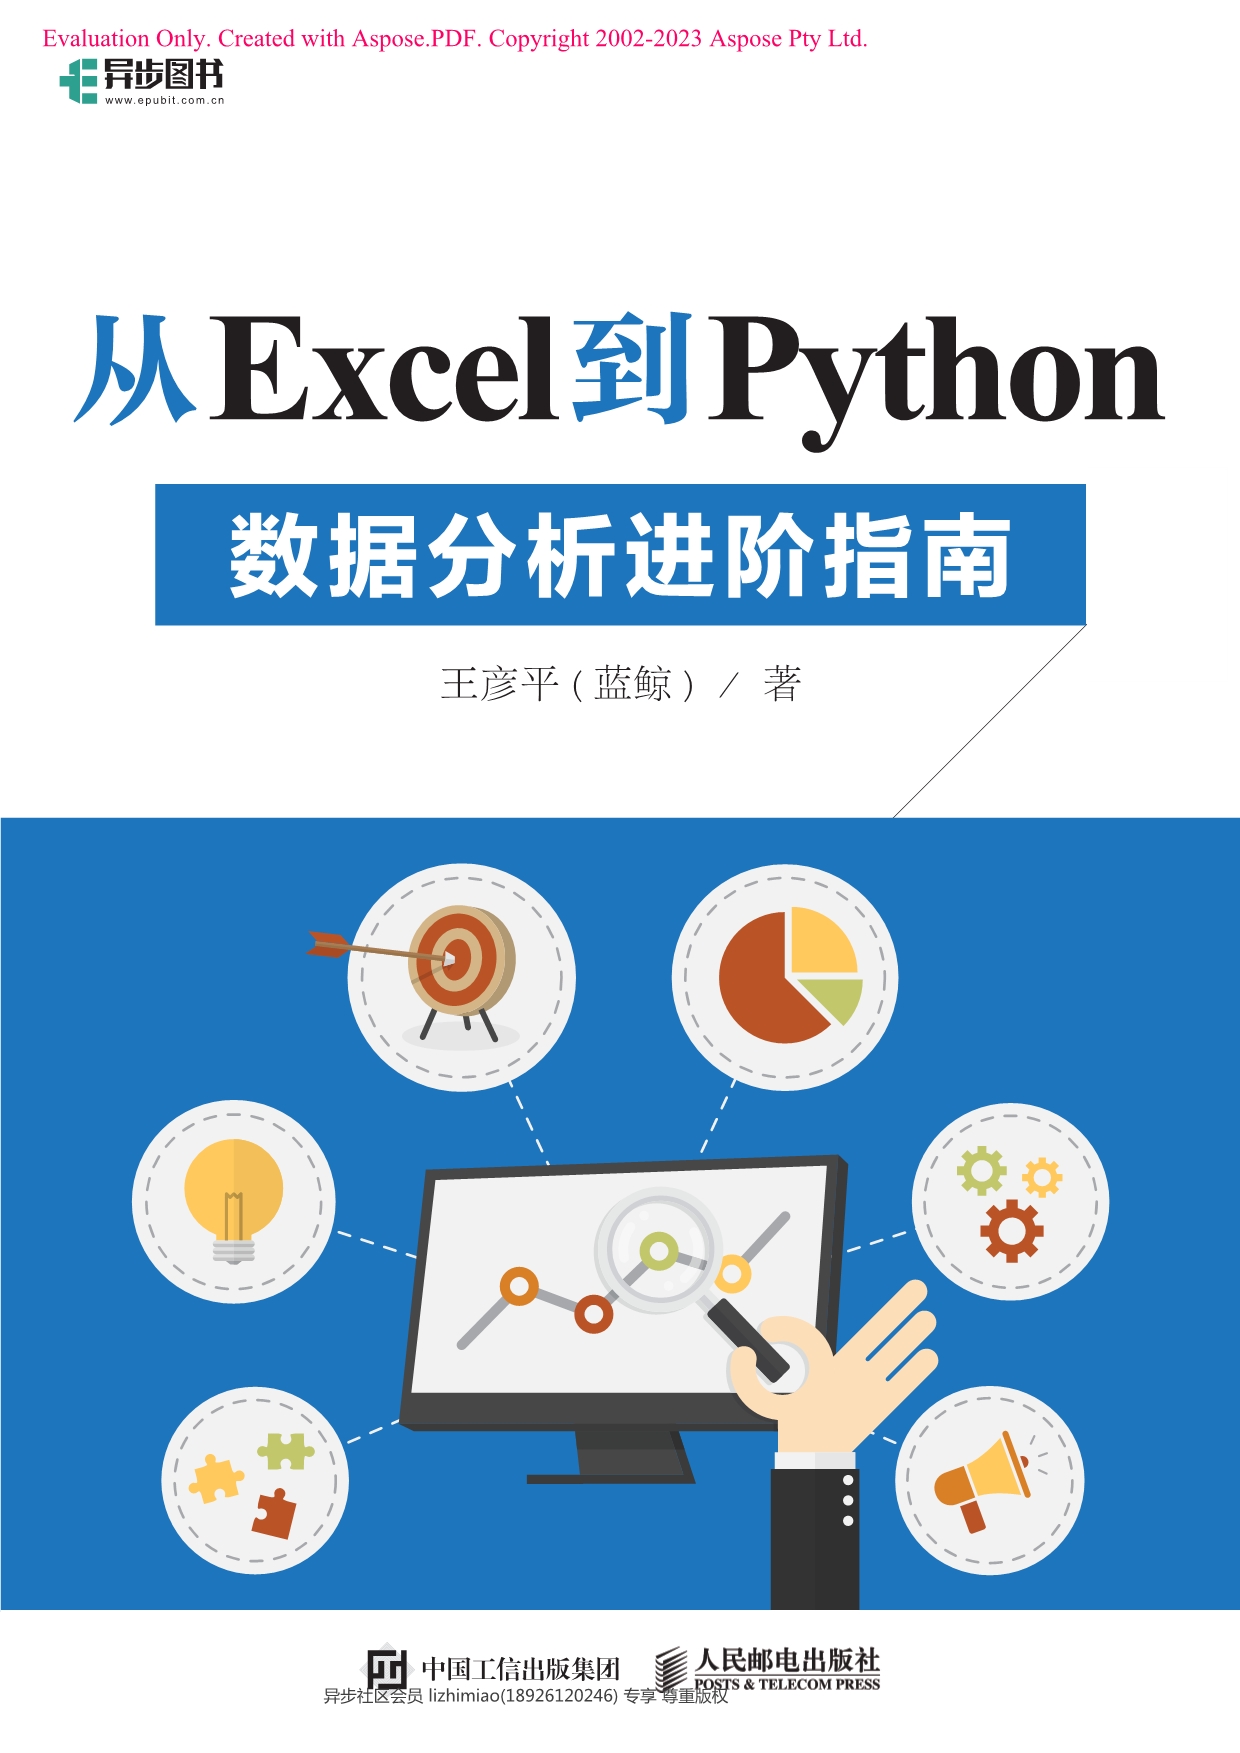 Evaluation Only. Created with Aspose.PDF. Copyright 2002-2023 Aspose Pty Ltd.
异步图书
www.epubit.com.cn
从Excel到Python
数据分析进阶指南
王彦平（蓝鲸）／ 著
中国工信出版集团
人民邮电出版社
POSTS & TELECOM PRESS
异步社区会员 lizhimiao(18926120246) 专享 尊重版权